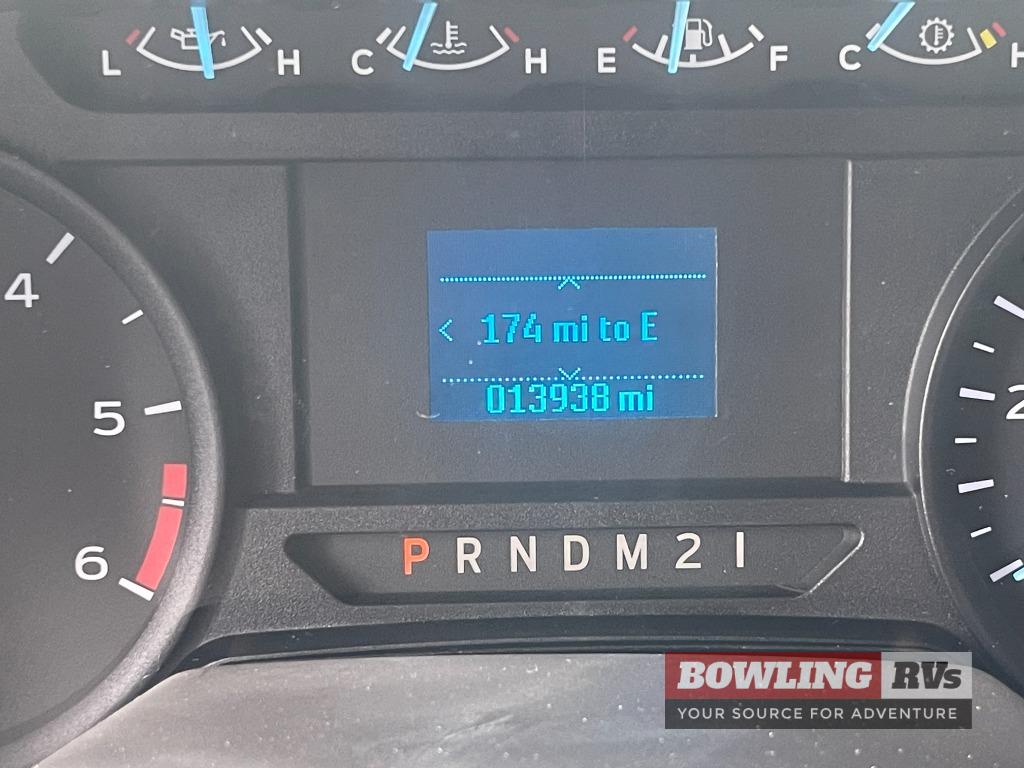 L H C H E F C H
174 mi to E
013938 mi
4
5
6
2
P R N D M 2 1
BOWLING RVs
YOUR SOURCE FOR ADVENTURE